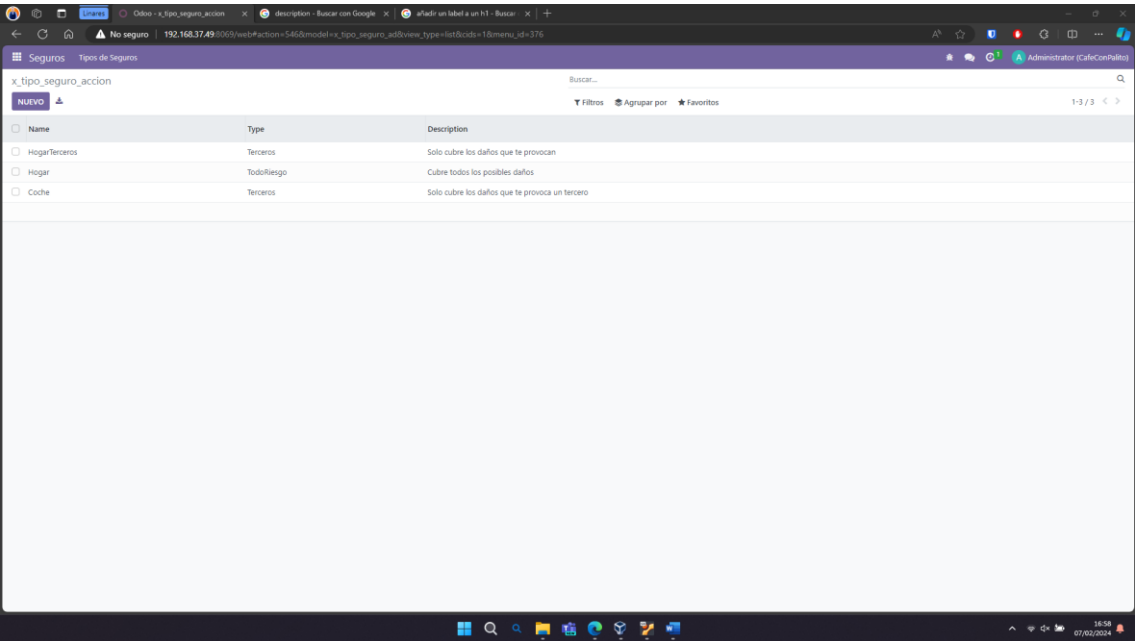 Linares
Odoo - x_tipo_seguro_accion
description - Buscar con Google
añadir un label a un h1 - Buscar
No seguro
192.168.37.49:8069/web#action=546&model=x_tipo_seguro_ad&view_type=list&cids=1&menu_id=376
Seguros Tipos de Seguros
1
A Administrator (CafeConPalito)
x_tipo_seguro_accion
Buscar...
NUEVO
Filtros Agrupar por Favoritos
1-3 / 3
Name Type Description
HogarTerceros Terceros Solo cubre los daños que te provocan
Hogar TodoRiesgo Cubre todos los posibles daños
Coche Terceros Solo cubre los daños que te provoca un tercero
16:58
07/02/2024